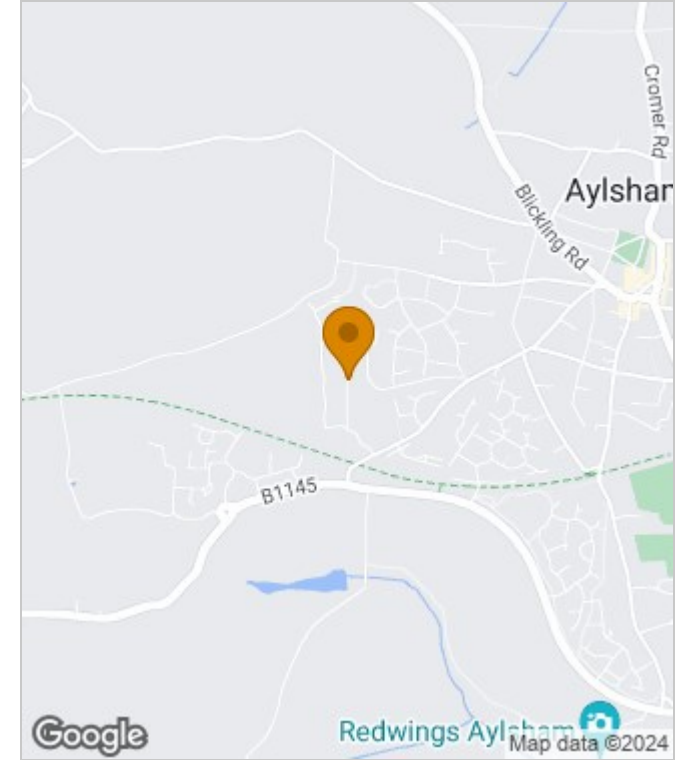 Cromer Rd
Aylshar
Blickling Rd
B1145
Redwings Aylsham
Google
Map data ©2024